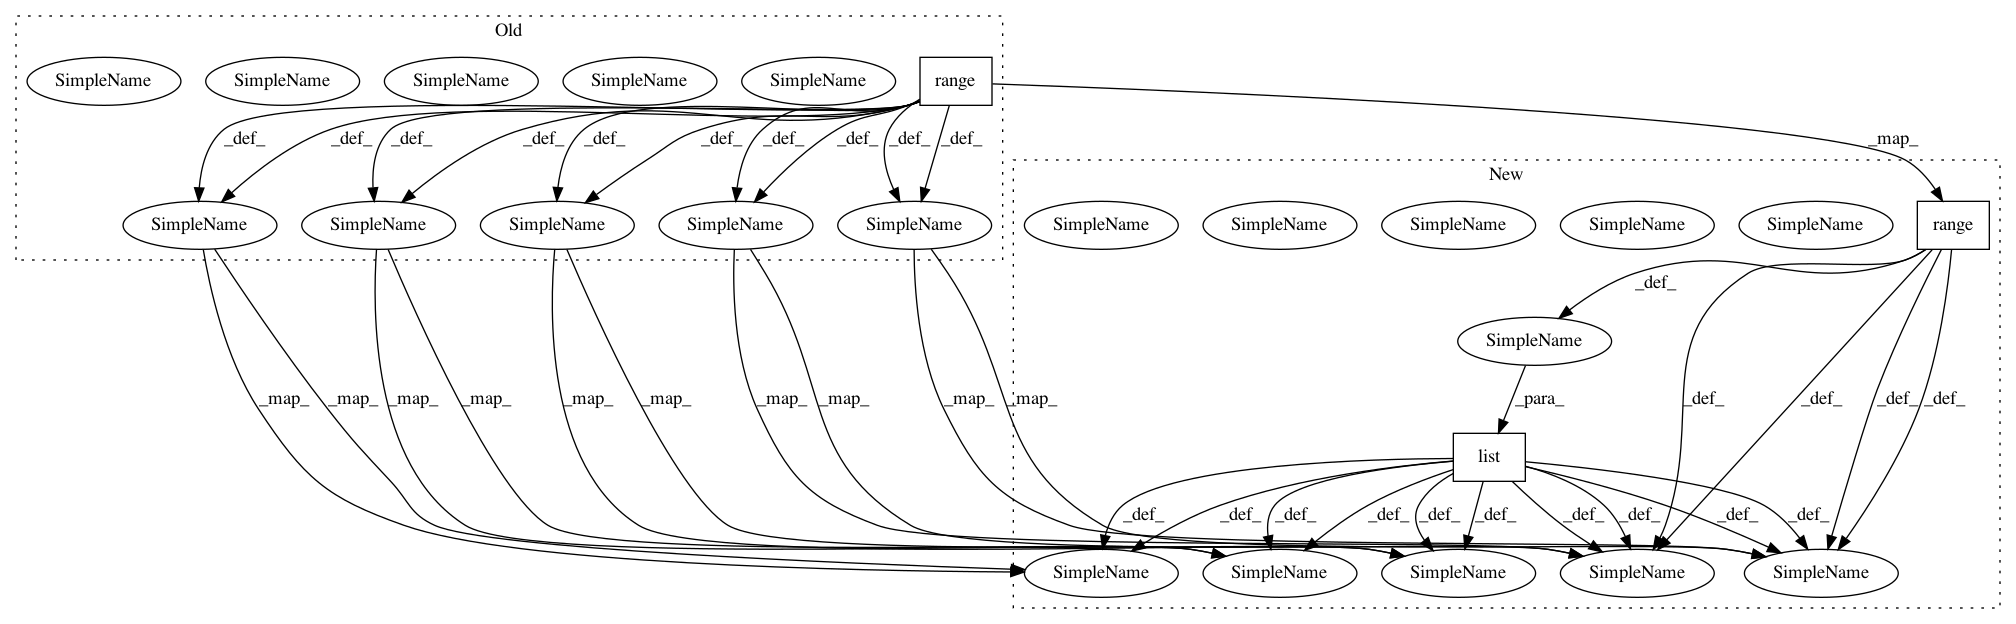 Old
SimpleName SimpleName SimpleName SimpleName SimpleName range
_def_ _def_ _def_ _def_ _def_ _def_ _def_ _def_ _def_ _def_ _map_
New
SimpleName SimpleName SimpleName SimpleName SimpleName SimpleName SimpleName SimpleName SimpleName SimpleName range
_def_
SimpleName
_map_ _map_ _map_ _map_ _map_ _map_ _map_ _map_ _map_ _map_ _para_ _def_ _def_ _def_ _def_
list
_def_ _def_ _def_ _def_ _def_ _def_ _def_ _def_ _def_ _def_
SimpleName SimpleName SimpleName SimpleName SimpleName